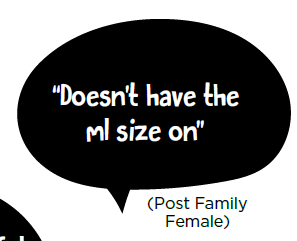 “Doesn't have the
ml size on”
(Post Family
Female)